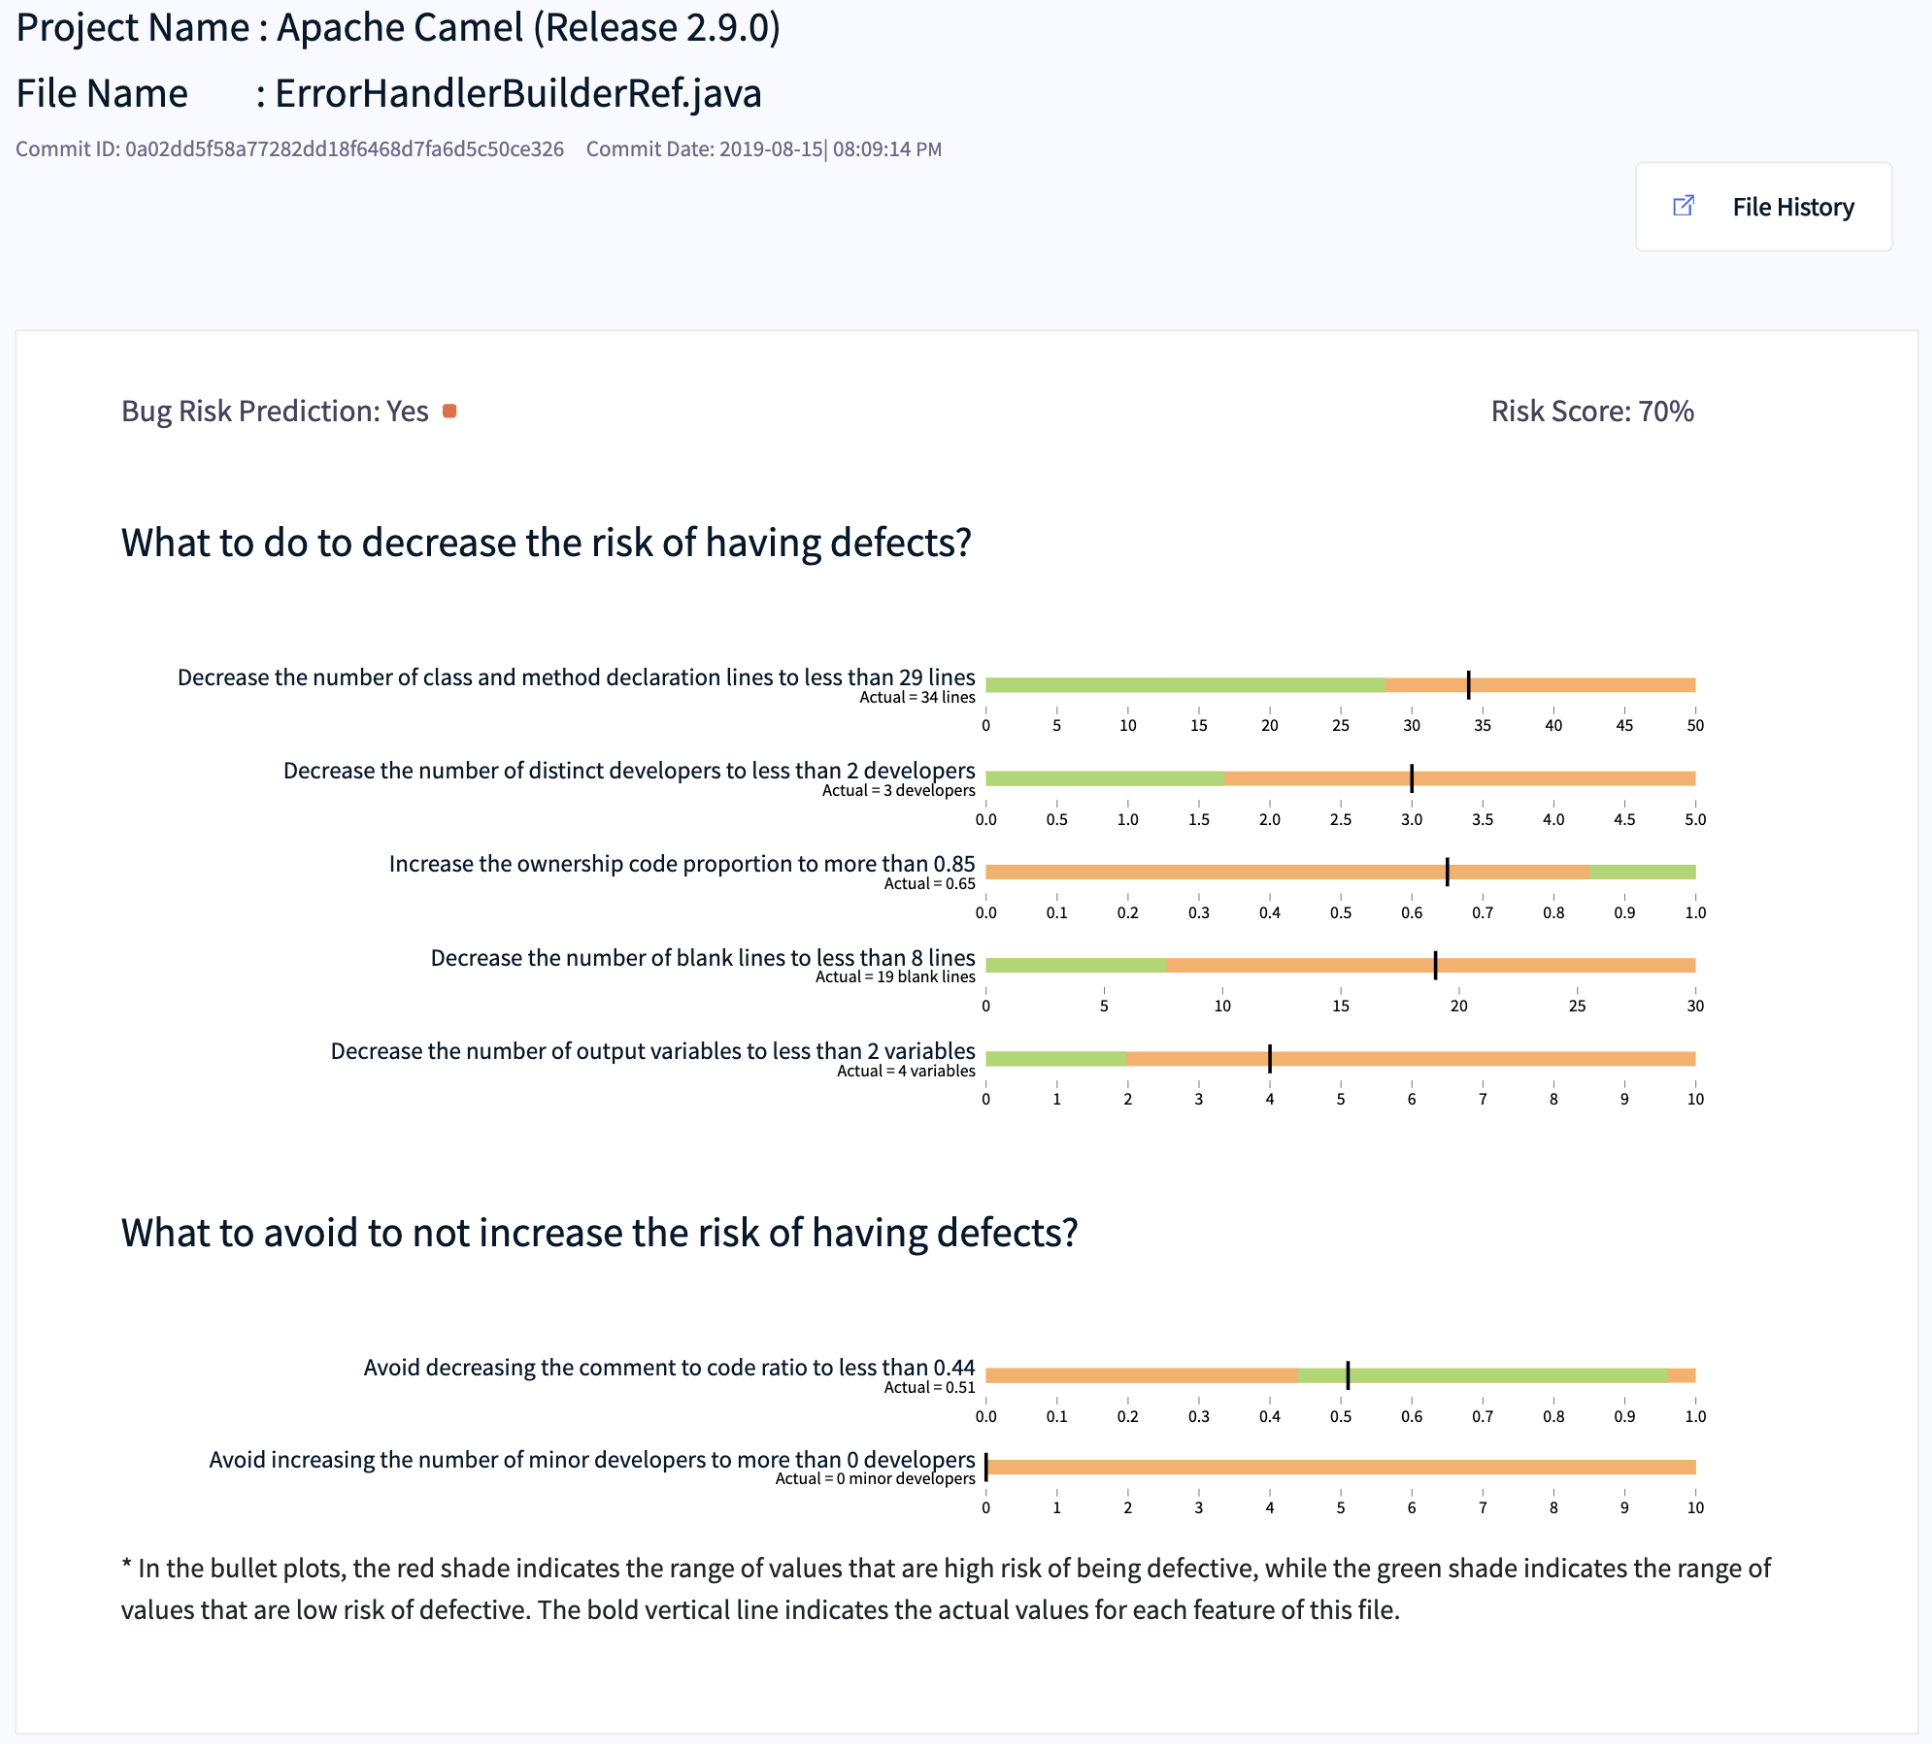 Project Name : Apache Camel (Release 2.9.0)
File Name : ErrorHandlerBuilderRef.java
Commit ID: 0a02dd5f58a77282dd18f6468d7fa6d5c50ce326 Commit Date: 2019-08-15| 08:09:14 PM
File History
Bug Risk Prediction: Yes
Risk Score: 70%
What to do to decrease the risk of having defects?
Decrease the number of class and method declaration lines to less than 29 lines
Actual = 34 lines
0 5 10 15 20 25 30 35 40 45 50
Decrease the number of distinct developers to less than 2 developers
Actual = 3 developers
0.0 0.5 1.0 1.5 2.0 2.5 3.0 3.5 4.0 4.5 5.0
Increase the ownership code proportion to more than 0.85
Actual = 0.65
0.0 0.1 0.2 0.3 0.4 0.5 0.6 0.7 0.8 0.9 1.0
Decrease the number of blank lines to less than 8 lines
Actual = 19 blank lines
0 5 10 15 20 25 30
Decrease the number of output variables to less than 2 variables
Actual = 4 variables
0 1 2 3 4 5 6 7 8 9 10
What to avoid to not increase the risk of having defects?
Avoid decreasing the comment to code ratio to less than 0.44
Actual = 0.51
0.0 0.1 0.2 0.3 0.4 0.5 0.6 0.7 0.8 0.9 1.0
Avoid increasing the number of minor developers to more than 0 developers
Actual = 0 minor developers
0 1 2 3 4 5 6 7 8 9 10
* In the bullet plots, the red shade indicates the range of values that are high risk of being defective, while the green shade indicates the range of
values that are low risk of defective. The bold vertical line indicates the actual values for each feature of this file.